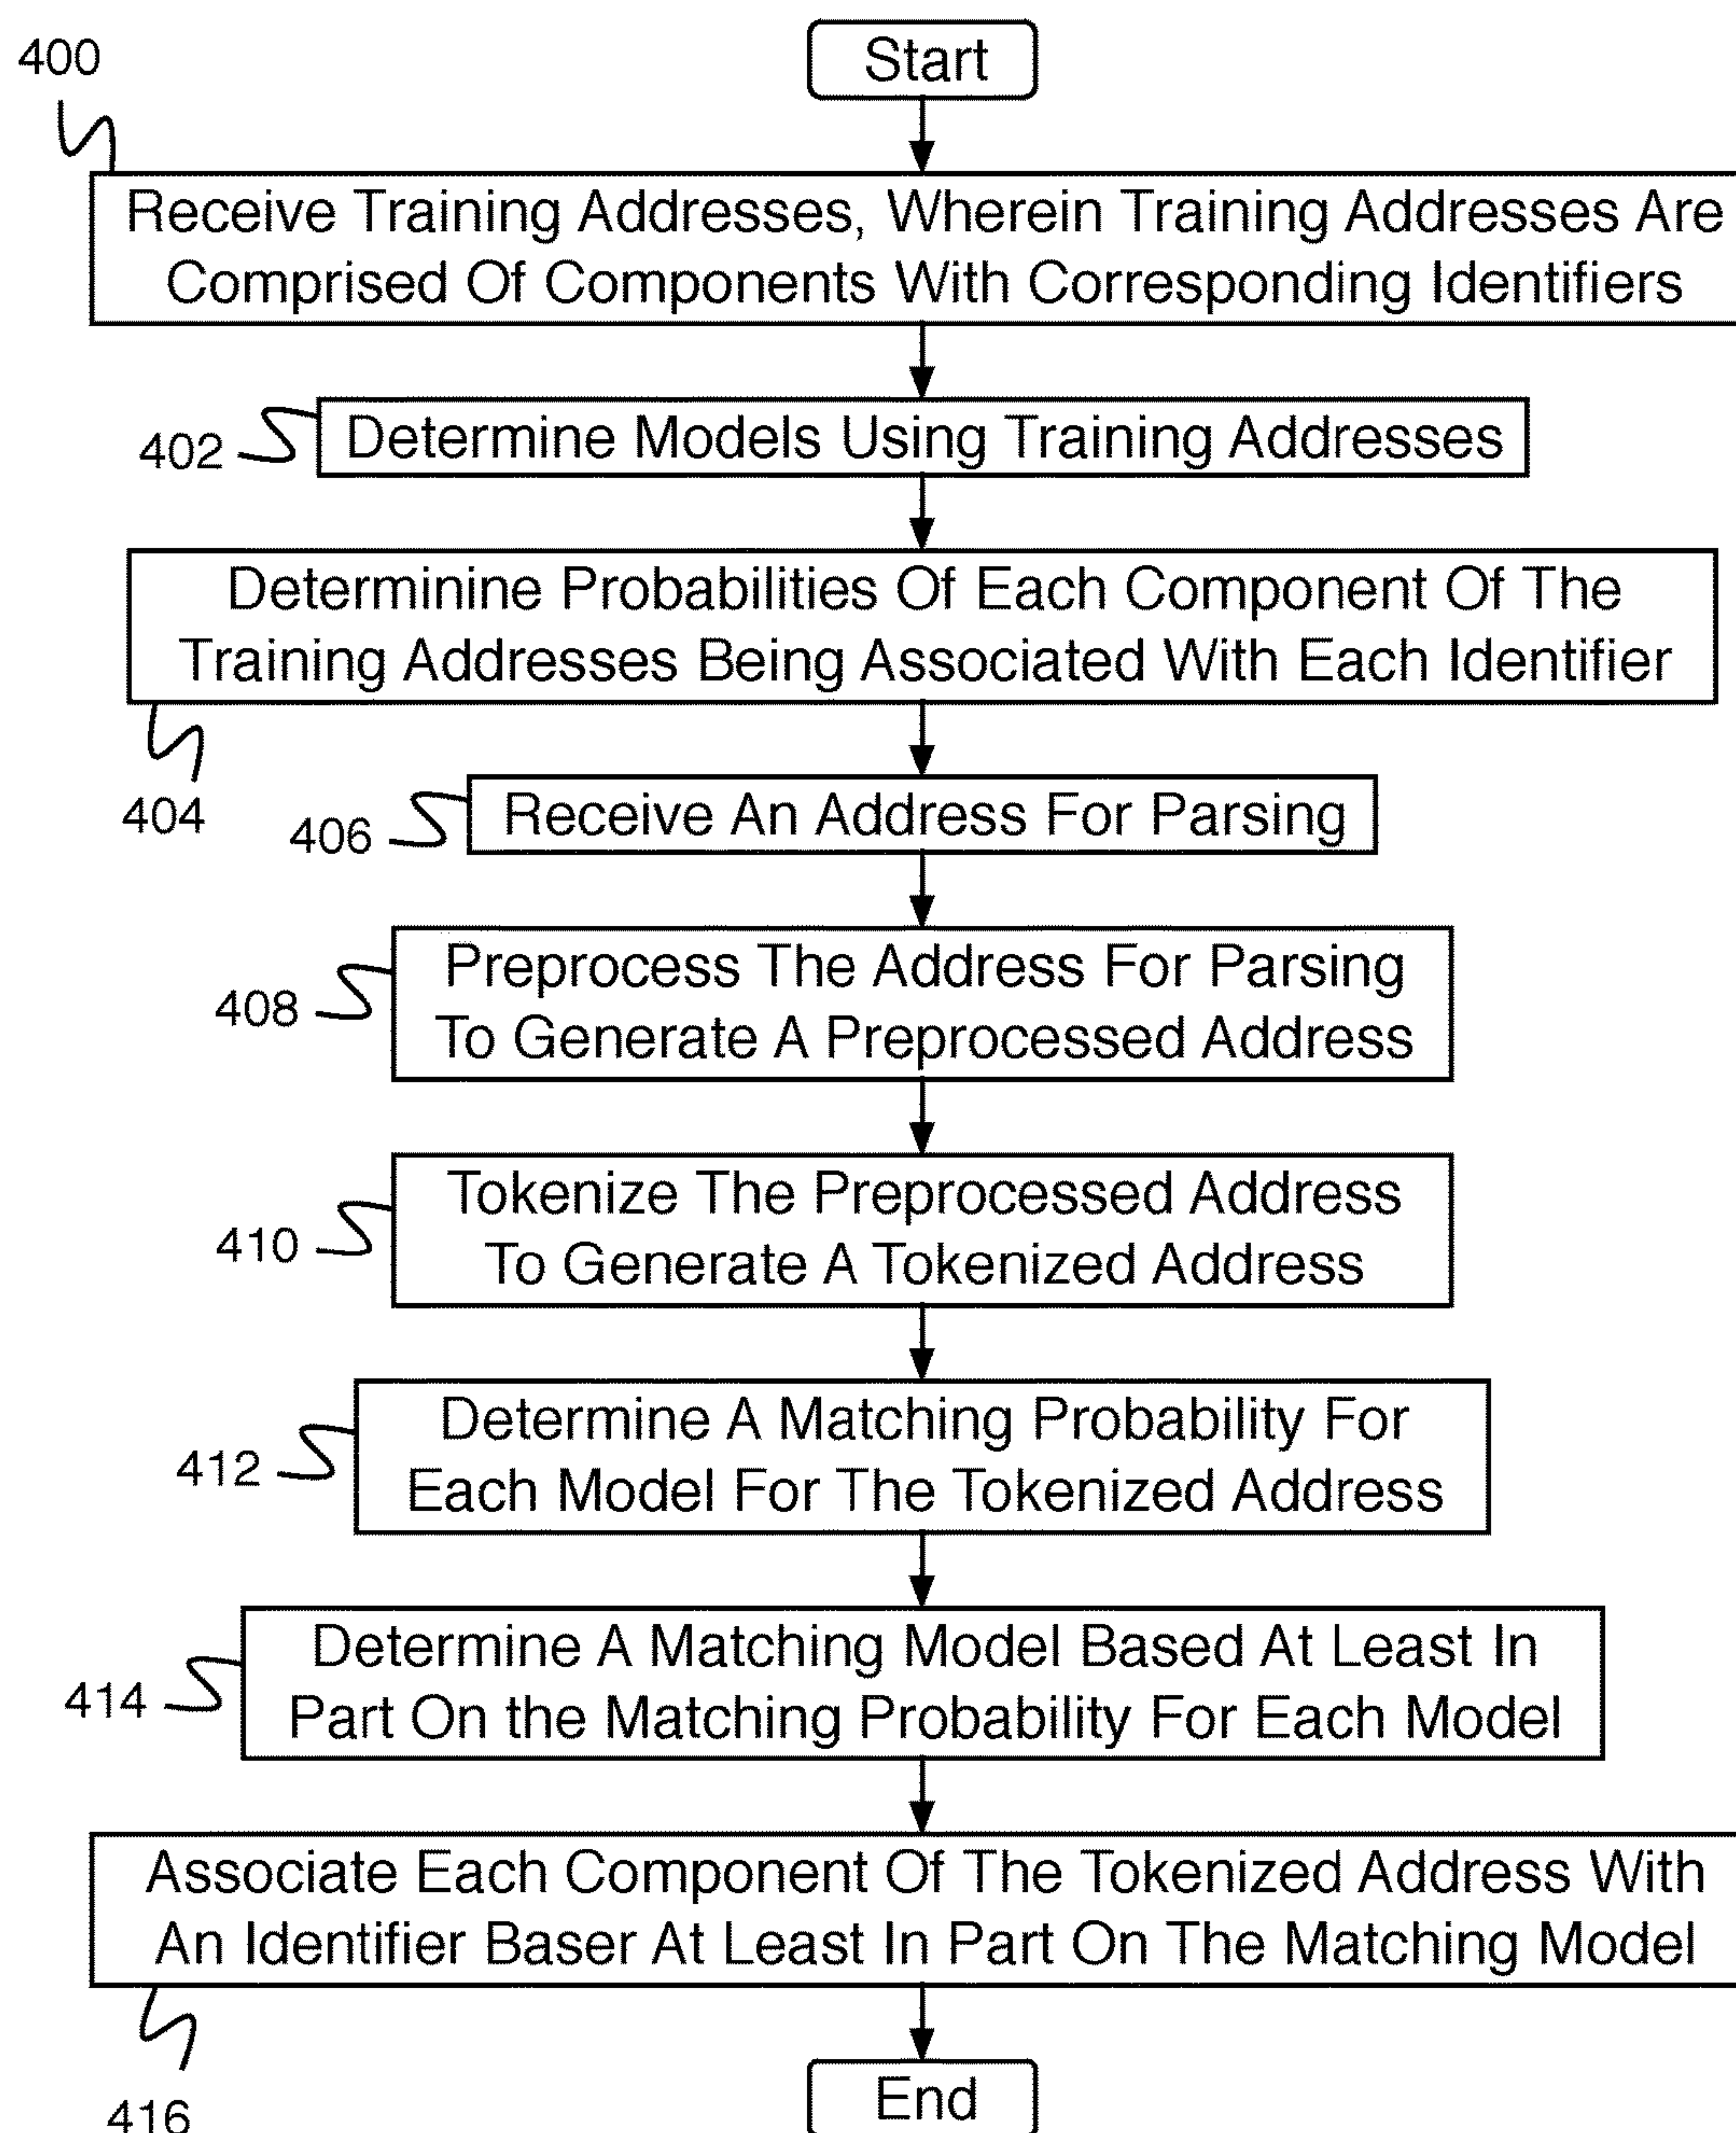 Start
400
Receive Training Addresses, Wherein Training Addresses Are
Comprised Of Components With Corresponding Identifiers
402
Determine Models Using Training Addresses
Determinine Probabilities Of Each Component Of The
Training Addresses Being Associated With Each Identifier
404
406
Receive An Address For Parsing
408
Preprocess The Address For Parsing
To Generate A Preprocessed Address
410
Tokenize The Preprocessed Address
To Generate A Tokenized Address
412
Determine A Matching Probability For
Each Model For The Tokenized Address
414
Determine A Matching Model Based At Least In
Part On the Matching Probability For Each Model
Associate Each Component Of The Tokenized Address With
An Identifier Baser At Least In Part On The Matching Model
416
End